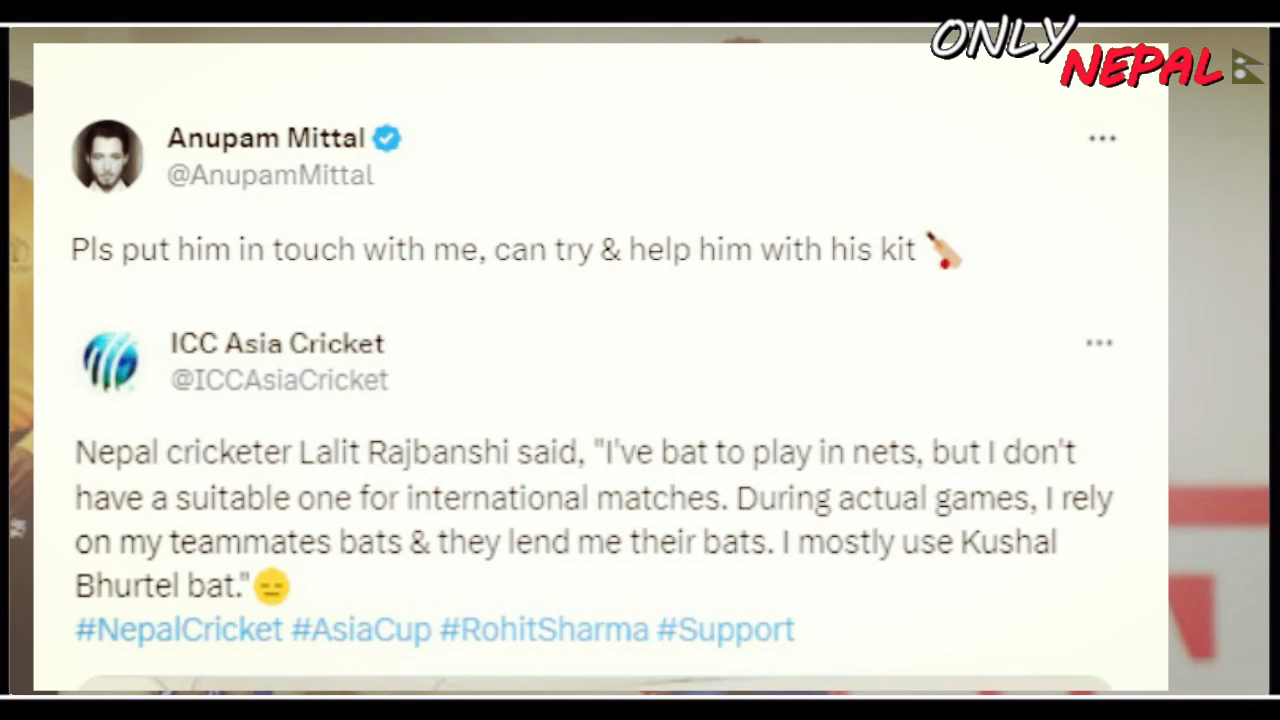 ONLY
NEPAL
Anupam Mittal
@AnupamMittal
Pls put him in touch with me, can try & help him with his kit
ICC Asia Cricket
@ICCAsiaCricket
Nepal cricketer Lalit Rajbanshi said, "I've bat to play in nets, but I don't
have a suitable one for international matches. During actual games, I rely
on my teammates bats & they lend me their bats. I mostly use Kushal
Bhurtel bat."😑
#NepalCricket #AsiaCup #RohitSharma #Support